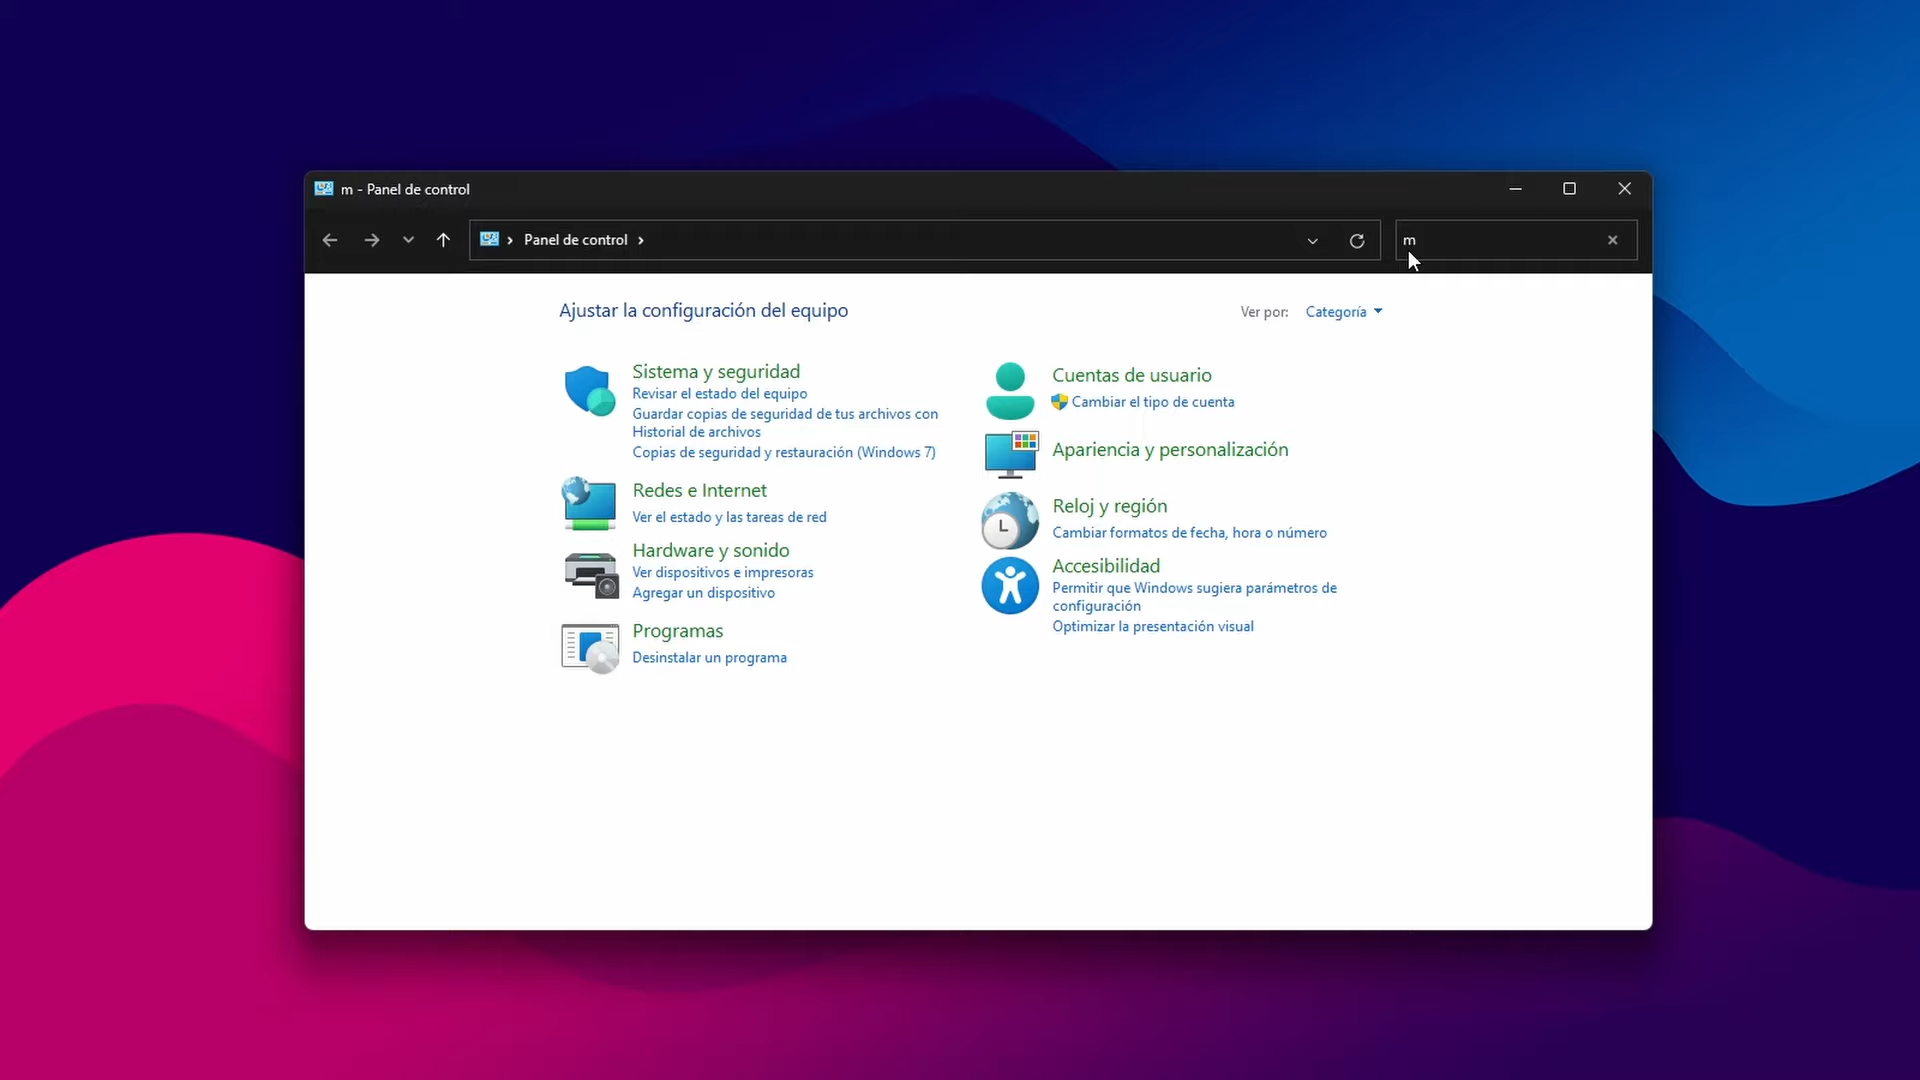 m - Panel de control
Panel de control
m
Ajustar la configuración del equipo
Ver por: Categoría
Sistema y seguridad
Revisar el estado del equipo
Guardar copias de seguridad de tus archivos con
Historial de archivos
Copias de seguridad y restauración (Windows 7)
Redes e Internet
Ver el estado y las tareas de red
Hardware y sonido
Ver dispositivos e impresoras
Agregar un dispositivo
Programas
Desinstalar un programa
Cuentas de usuario
Cambiar el tipo de cuenta
Apariencia y personalización
Reloj y región
Cambiar formatos de fecha, hora o número
Accesibilidad
Permitir que Windows sugiera parámetros de
configuración
Optimizar la presentación visual